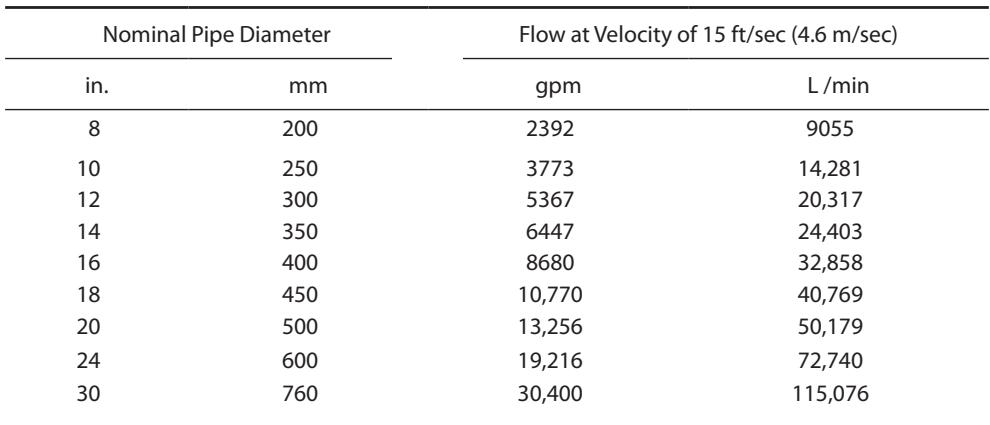 Nominal Pipe Diameter Flow at Velocity of 15 ft/sec (4.6 m/sec)
in. mm gpm L /min
8 200 2392 9055
10 250 3773 14,281
12 300 5367 20,317
14 350 6447 24,403
16 400 8680 32,858
18 450 10,770 40,769
20 500 13,256 50,179
24 600 19,216 72,740
30 760 30,400 115,076